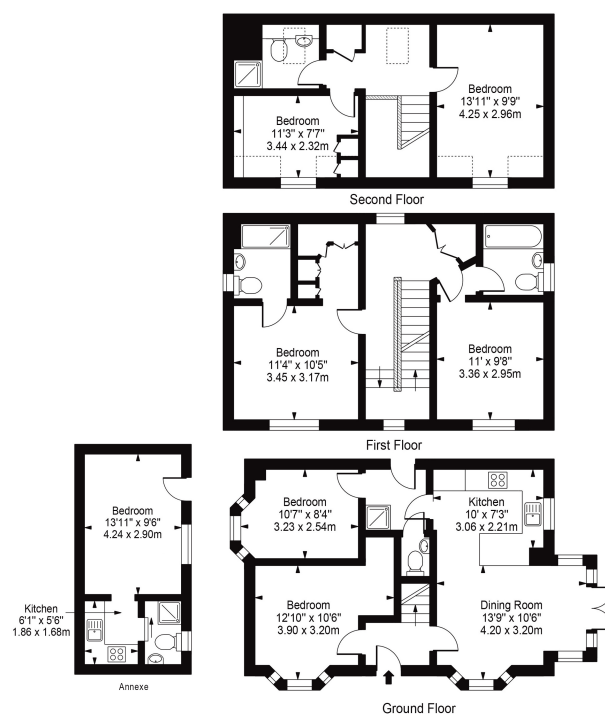 Bedroom
13'11" x 9'9"
4.25 x 2.96m
Bedroom
11'3" x 7'7"
3.44 x 2.32m
Second Floor
Bedroom
11'4" x 10'5"
3.45 x 3.17m
Bedroom
11' x 9'8"
3.36 x 2.95m
First Floor
Bedroom
13'11" x 9'6"
4.24 x 2.90m
Kitchen
6'1" x 5'6"
1.86 x 1.68m
Annexe
Bedroom
10'7" x 8'4"
3.23 x 2.54m
Kitchen
10' x 7'3"
3.06 x 2.21m
Bedroom
12'10" x 10'6"
3.90 x 3.20m
Dining Room
13'9" x 10'6"
4.20 x 3.20m
Ground Floor